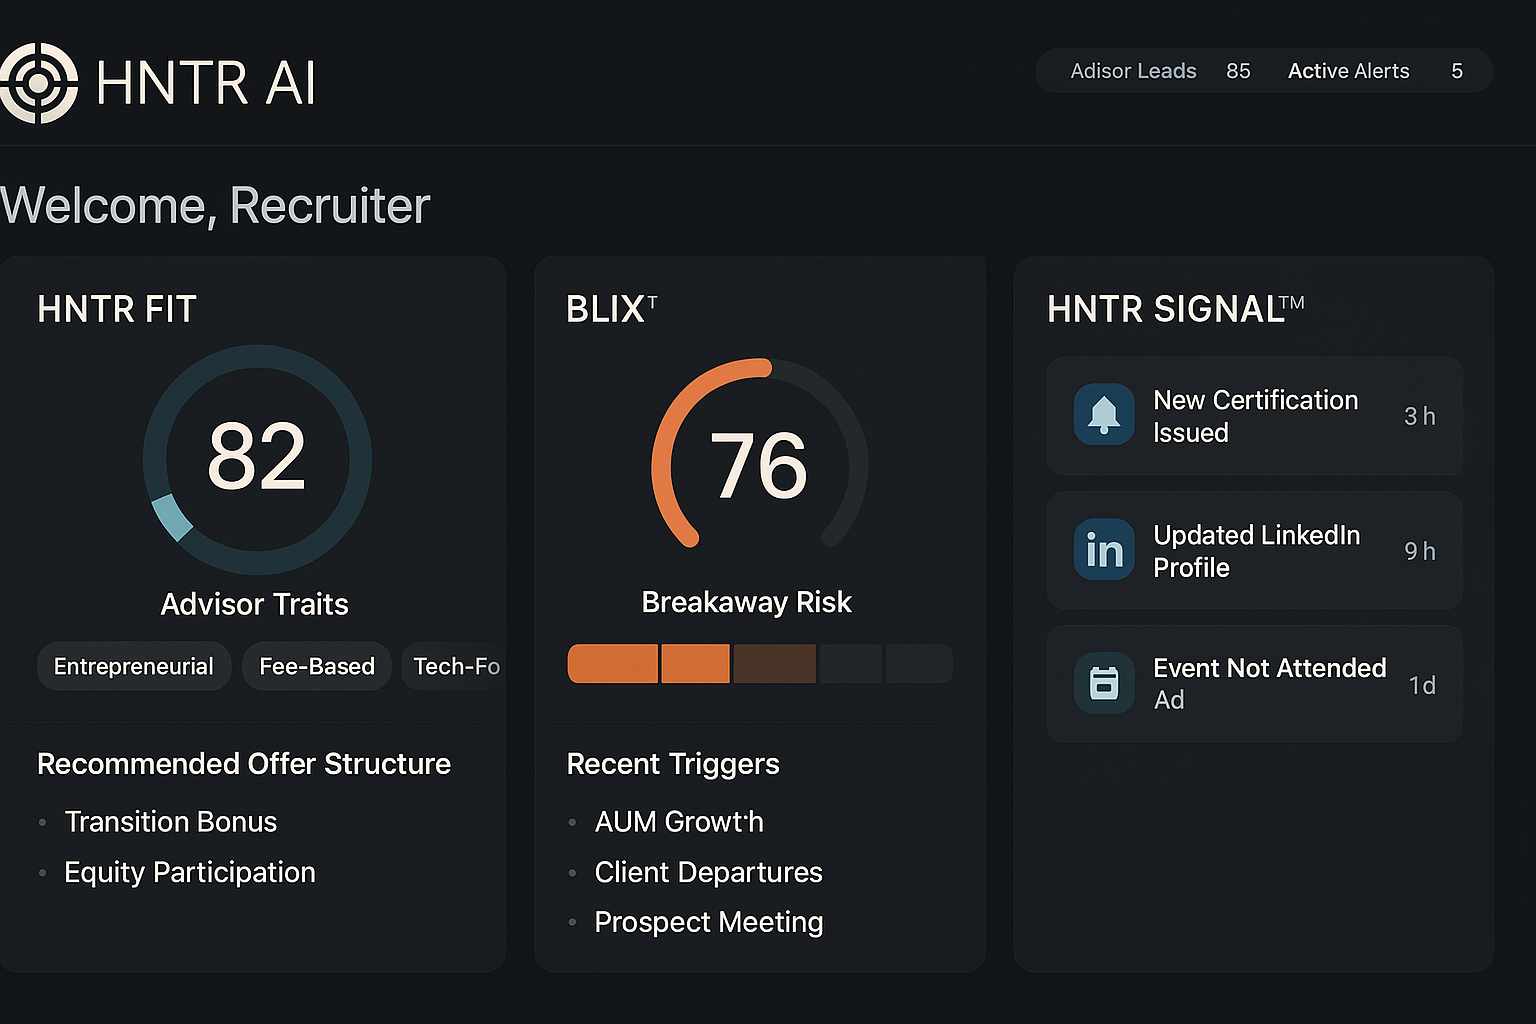 HNTR AI
Adisor Leads 85 Active Alerts 5
Welcome, Recruiter
HNTR FIT
82
Advisor Traits
Entrepreneurial Fee-Based Tech-Fo
Recommended Offer Structure
• Transition Bonus
• Equity Participation
BLIXᵀ
76
Breakaway Risk
Recent Triggers
• AUM Growth
• Client Departures
• Prospect Meeting
HNTR SIGNAL™
New Certification
Issued
3 h
in
Updated LinkedIn
Profile
9 h
Event Not Attended
Ad
1d